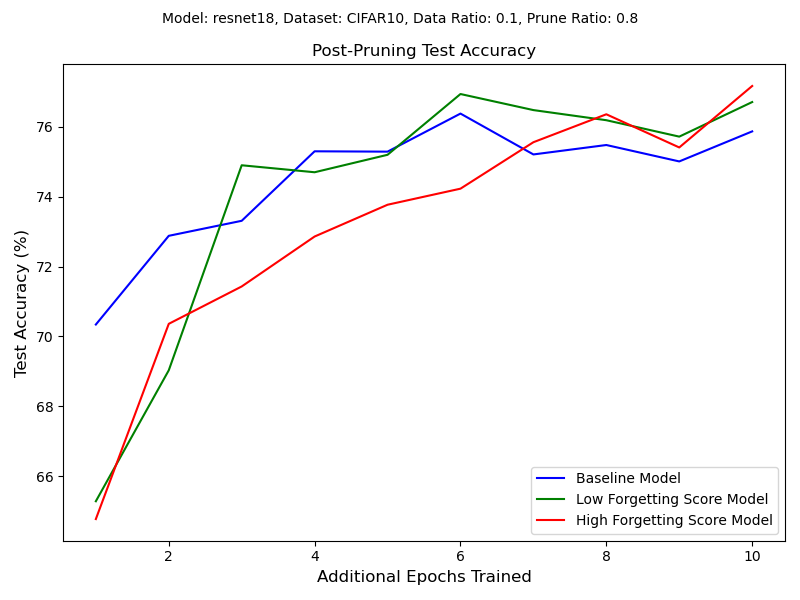 Model: resnet18, Dataset: CIFAR10, Data Ratio: 0.1, Prune Ratio: 0.8
Post-Pruning Test Accuracy
Test Accuracy (%)
76
74
72
70
68
66
Baseline Model
Low Forgetting Score Model
High Forgetting Score Model
2 4 6 8 10
Additional Epochs Trained